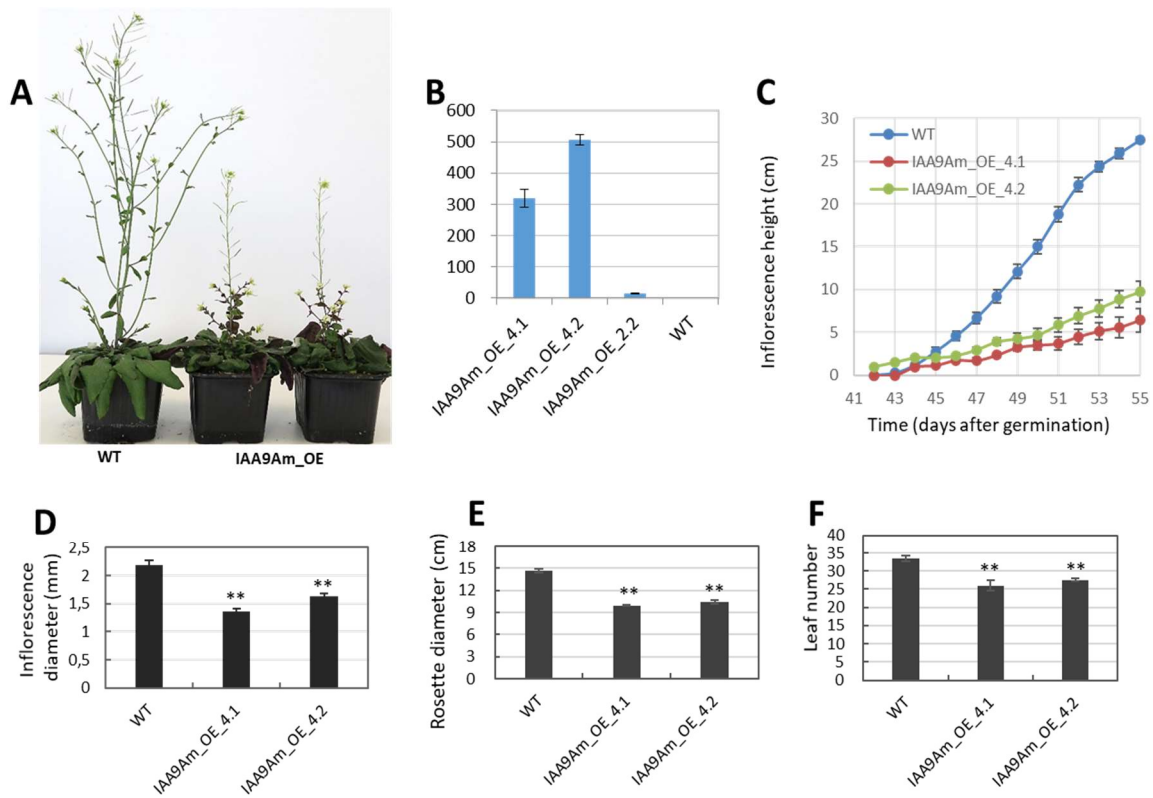 A
WT
IAA9Am_OE
B
600
500
400
300
200
100
0
IAA9Am_OE_4.1
IAA9Am_OE_4.2
IAA9Am_OE_2.2
WT
C
Inflorescence height (cm)
30
25
20
15
10
5
0
WT
IAA9Am_OE_4.1
IAA9Am_OE_4.2
41 43 45 47 49 51 53 55
Time (days after germination)
D
Inflorescence
diameter (mm)
2,5
2
1,5
1
0,5
0
**
**
WT
IAA9Am_OE_4.1
IAA9Am_OE_4.2
E
Rosette diameter (cm)
18
15
12
9
6
3
0
**
**
WT
IAA9Am_OE_4.1
IAA9Am_OE_4.2
F
Leaf number
40
35
30
25
20
15
10
5
0
**
**
WT
IAA9Am_OE_4.1
IAA9Am_OE_4.2